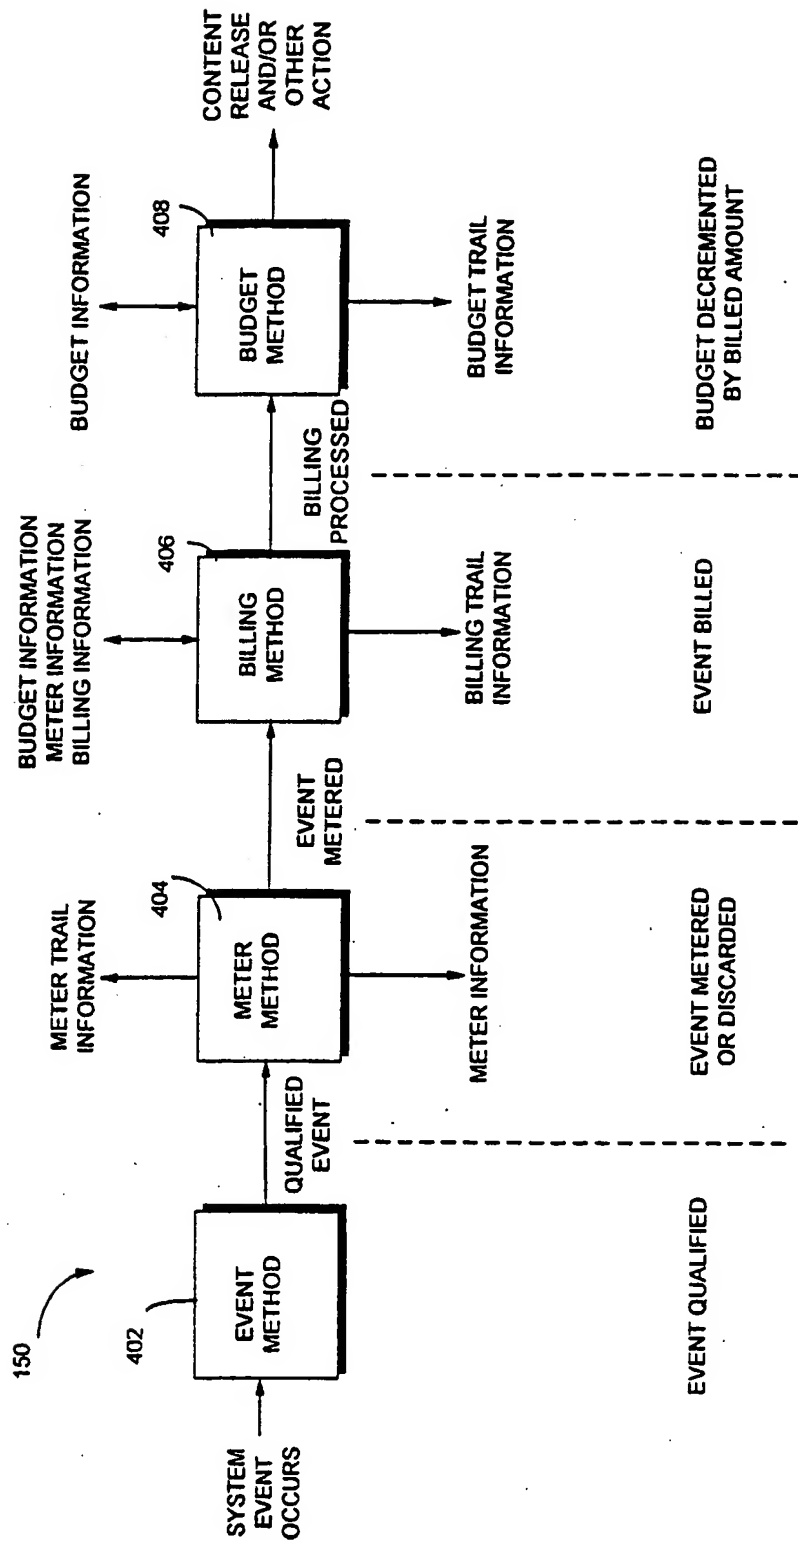 150
SYSTEM
EVENT
OCCURS
402
EVENT
METHOD
QUALIFIED
EVENT
EVENT QUALIFIED
METER TRAIL
INFORMATION
404
METER
METHOD
METER INFORMATION
EVENT METERED
OR DISCARDED
EVENT
METERED
BUDGET INFORMATION
METER INFORMATION
BILLING INFORMATION
406
BILLING
METHOD
BILLING TRAIL
INFORMATION
EVENT BILLED
BILLING
PROCESSED
BUDGET INFORMATION
408
BUDGET
METHOD
BUDGET TRAIL
INFORMATION
BUDGET DECREMENTED
BY BILLED AMOUNT
CONTENT
RELEASE
AND/OR
OTHER
ACTION